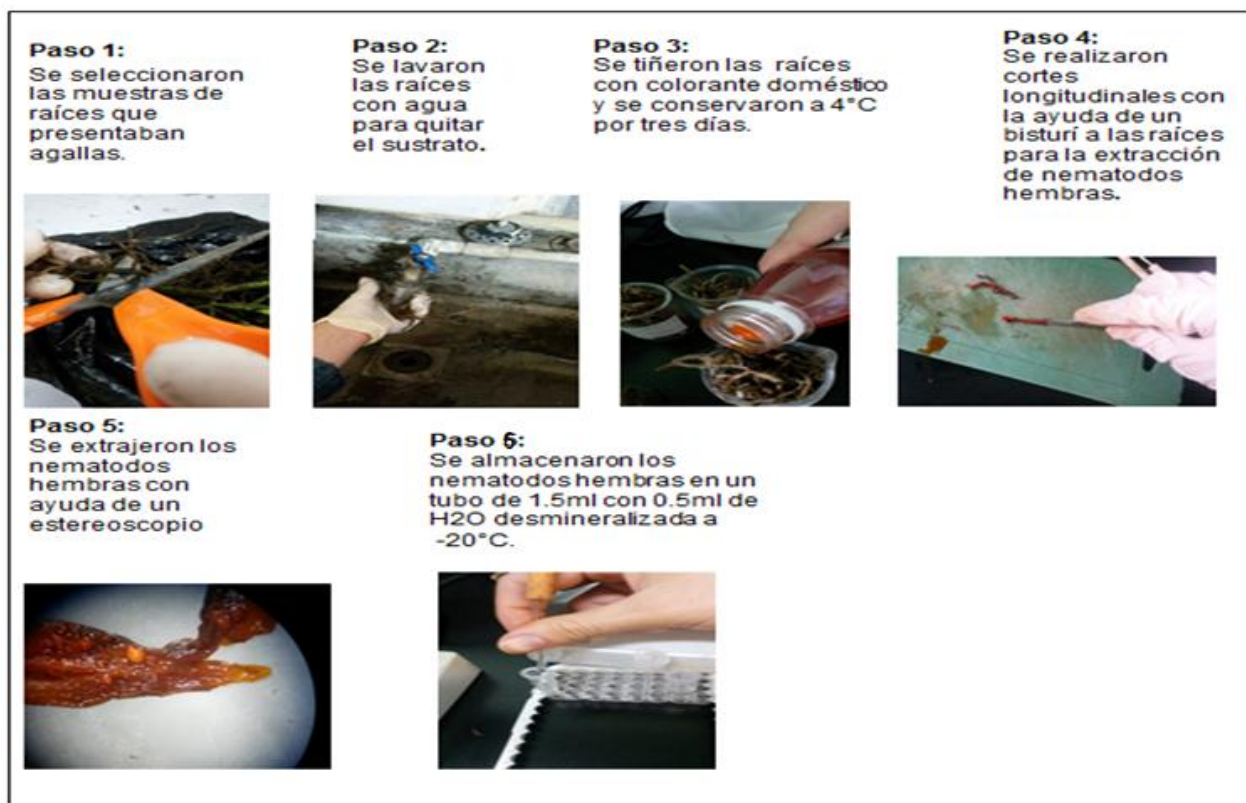 Paso 1:
Se seleccionaron
las muestras de
raíces que
presentaban
agallas.
Paso 2:
Se lavaron
las raíces
con agua
para quitar
el sustrato.
Paso 3:
Se tiñeron las raíces
con colorante doméstico
y se conservaron a 4°C
por tres días.
Paso 4:
Se realizaron
cortes
longitudinales con
la ayuda de un
bisturí a las raíces
para la extracción
de nematodos
hembras.
Paso 5:
Se extrajeron los
nematodos
hembras con
ayuda de un
estereoscopio
Paso 6:
Se almacenaron los
nematodos hembras en un
tubo de 1.5ml con 0.5ml de
H2O desmineralizada a
-20°C.